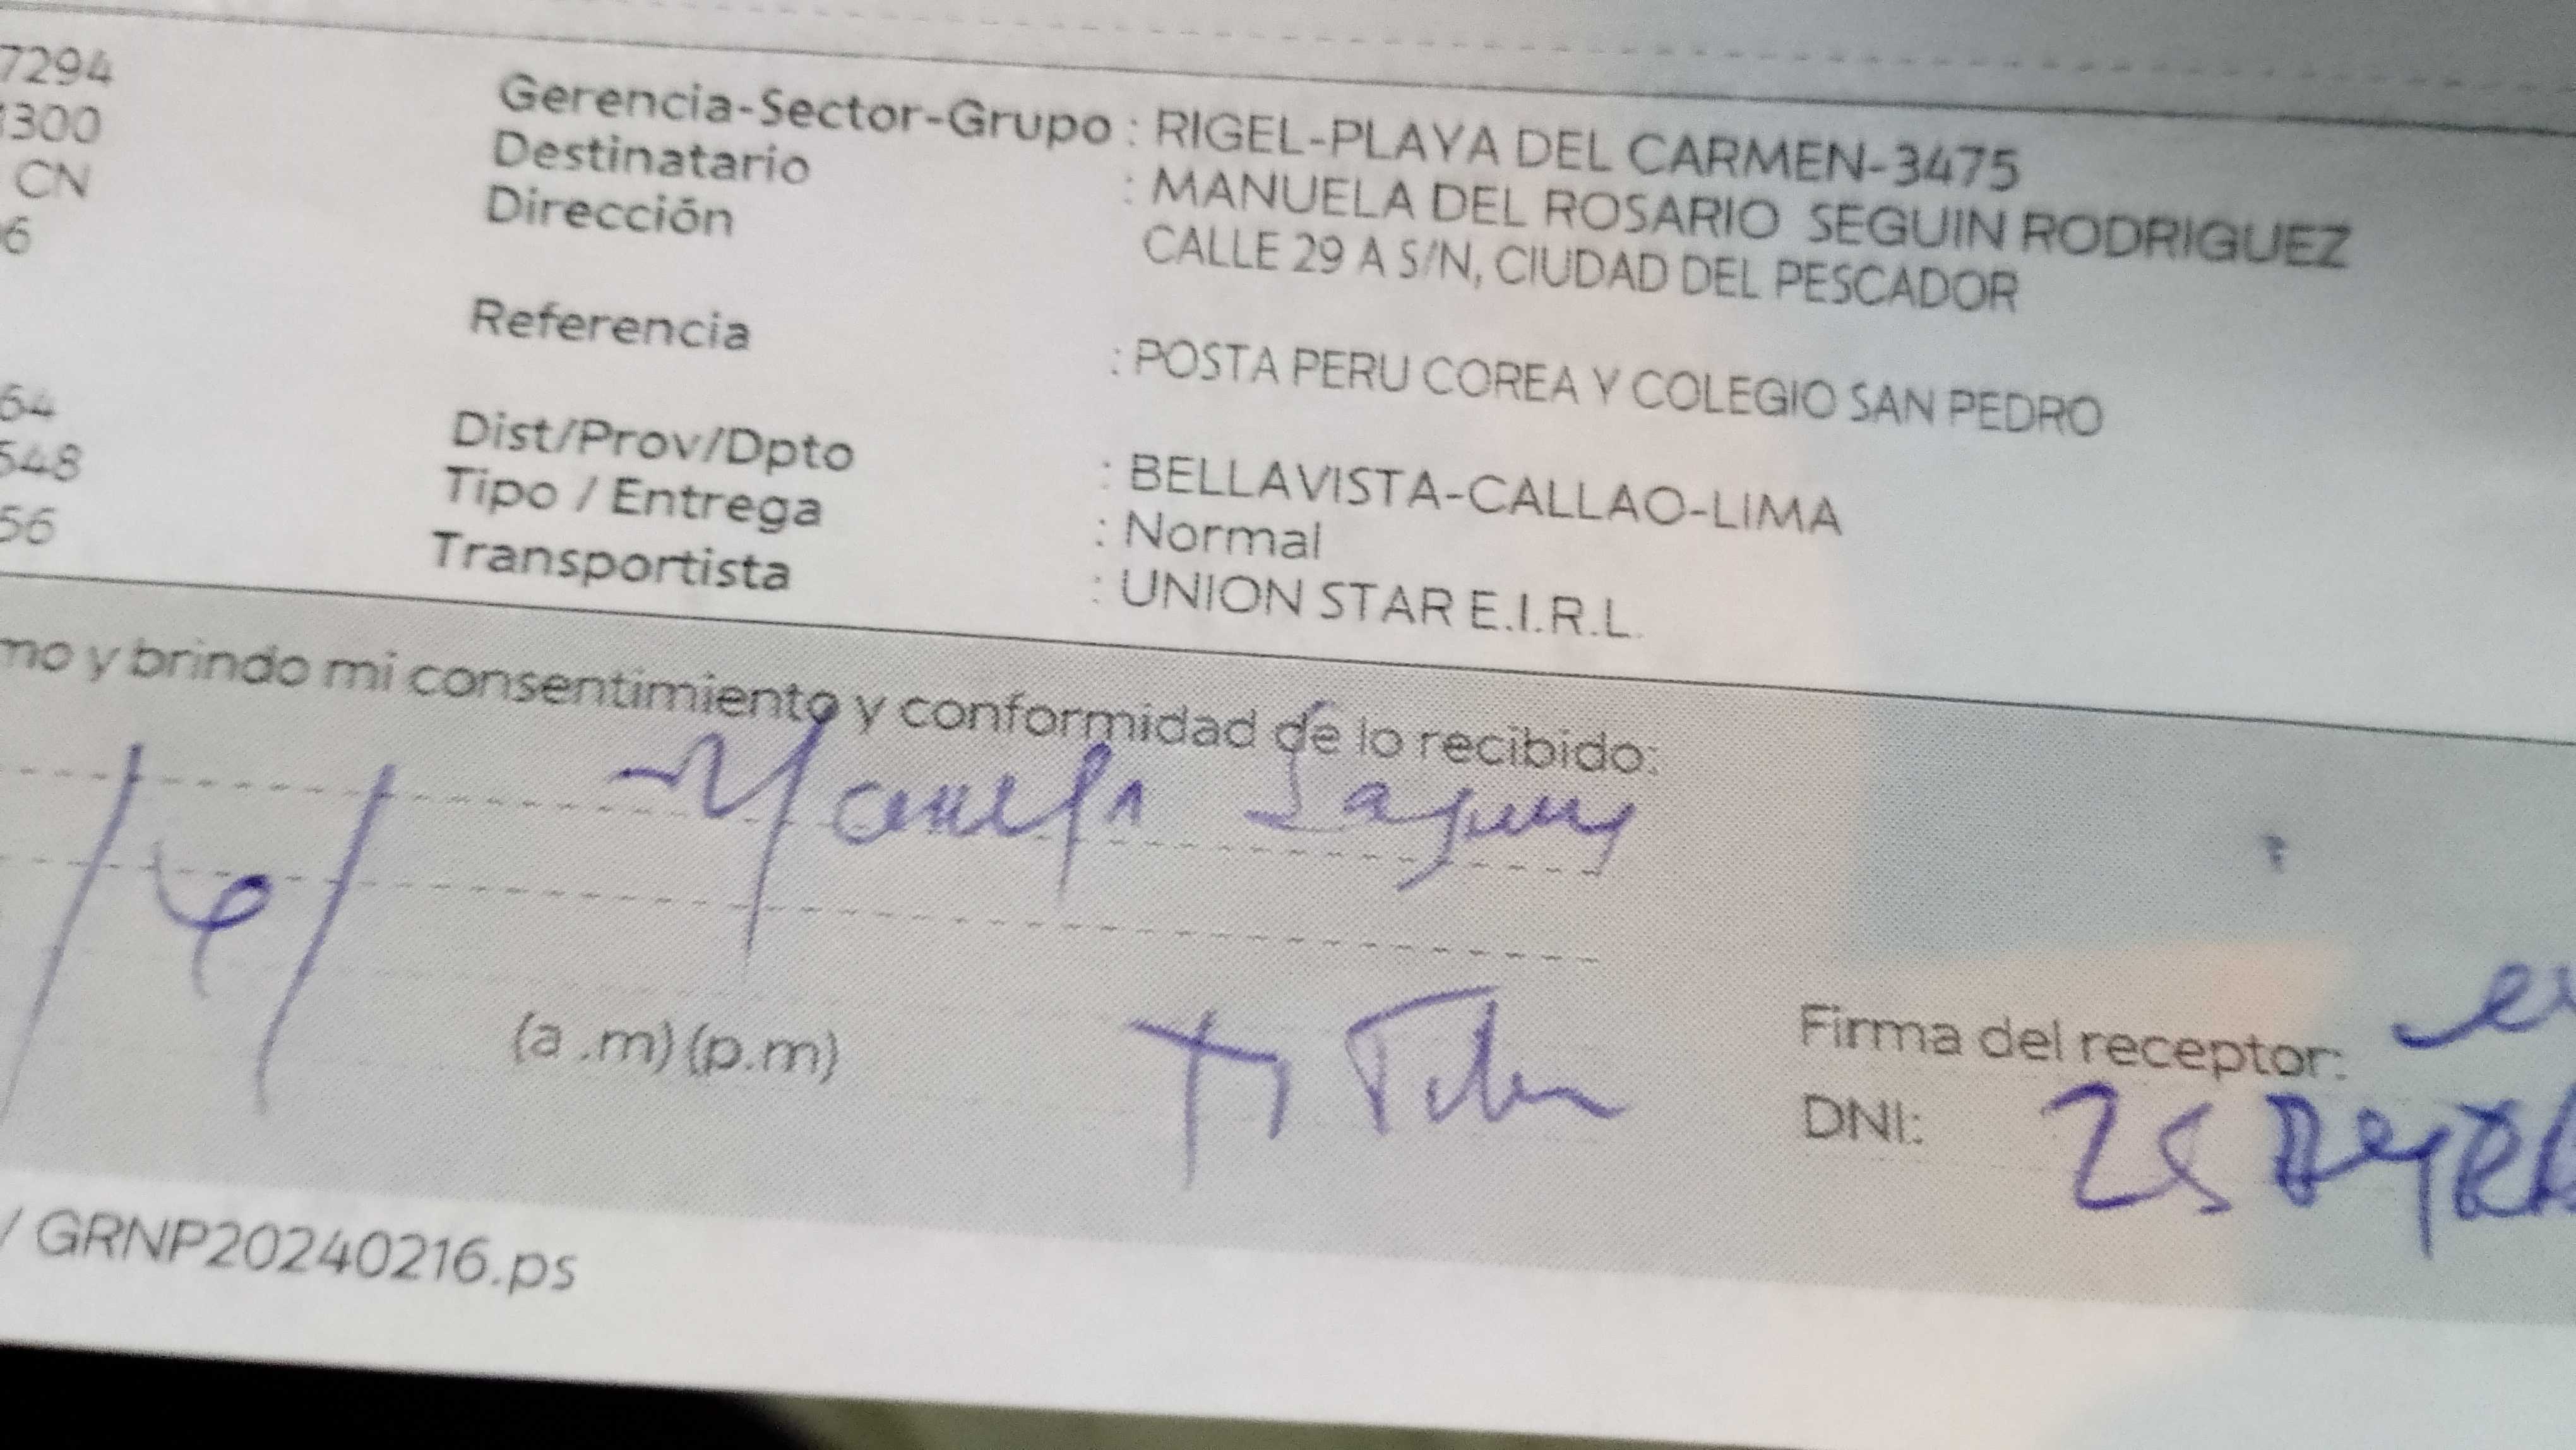 7294
Gerencia-Sector-Grupo : RIGEL-PLAYA DEL CARMEN-3475
300
Destinatario : MANUELA DEL ROSARIO SEGUIN RODRIGUEZ
CN
Dirección CALLE 29 A S/N, CIUDAD DEL PESCADOR
6
Referencia : POSTA PERU COREA Y COLEGIO SAN PEDRO
64
Dist/Prov/Dpto : BELLAVISTA-CALLAO-LIMA
548
Tipo / Entrega : Normal
56
Transportista : UNION STAR E.I.R.L.
mo y brindo mi consentimiento y conformidad de lo recibido:
Manuela
(a .m) (p.m)
Firma del receptor:
DNI:
/ GRNP20240216.ps